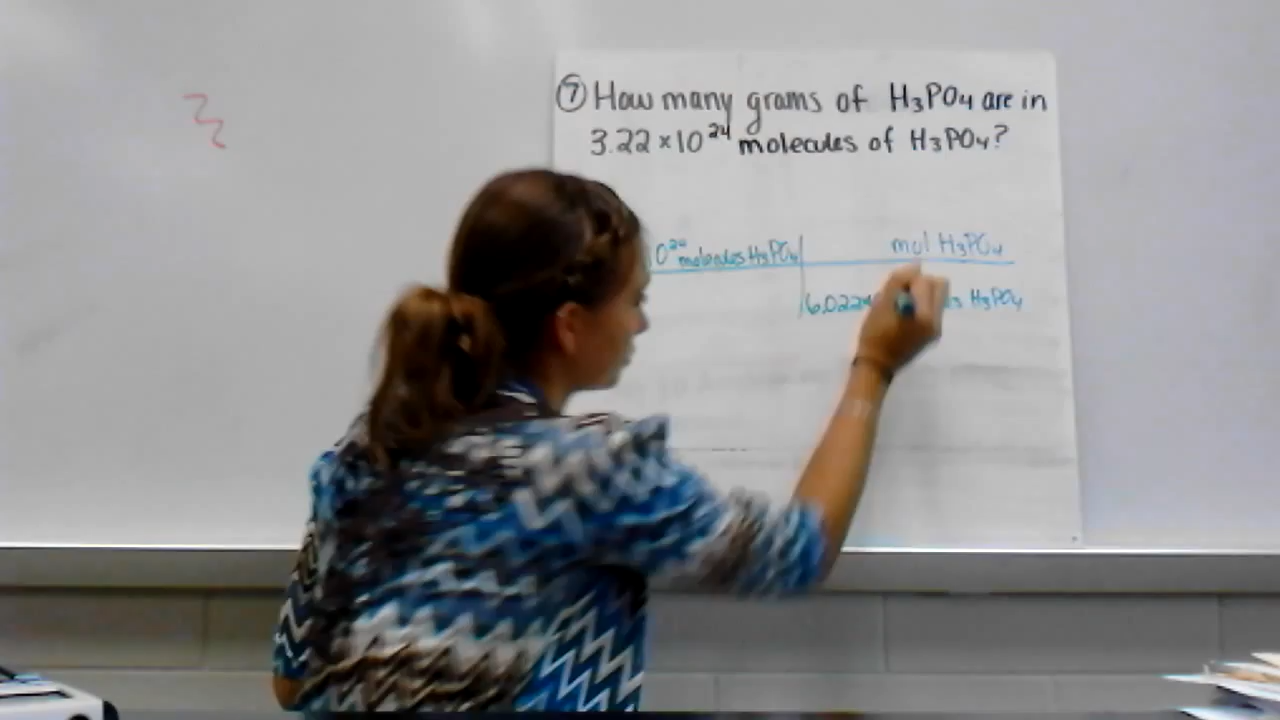 ⑦ How many grams of H₃PO₄ are in
3.22 × 10²⁴ molecules of H₃PO₄?
0²⁴ molecules H₃PO₄ mol H₃PO₄
6.022 H₃PO₄